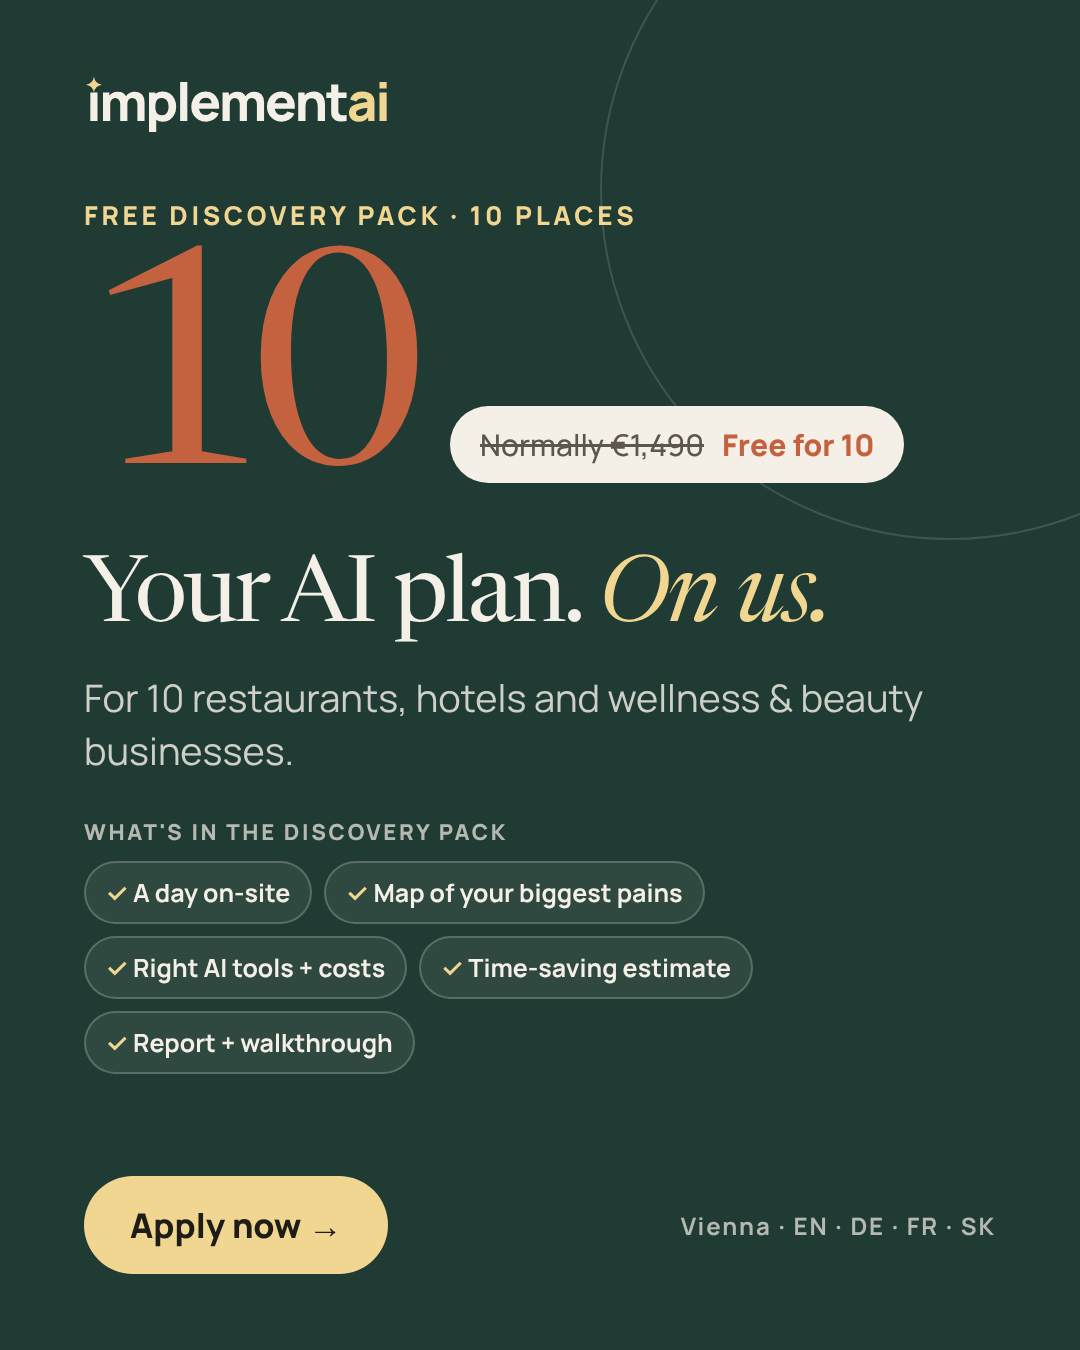 implementai
FREE DISCOVERY PACK · 10 PLACES
10
Normally €1,490 Free for 10
Your AI plan. On us.
For 10 restaurants, hotels and wellness & beauty
businesses.
WHAT'S IN THE DISCOVERY PACK
✓ A day on-site ✓ Map of your biggest pains
✓ Right AI tools + costs ✓ Time-saving estimate
✓ Report + walkthrough
Apply now → Vienna · EN · DE · FR · SK